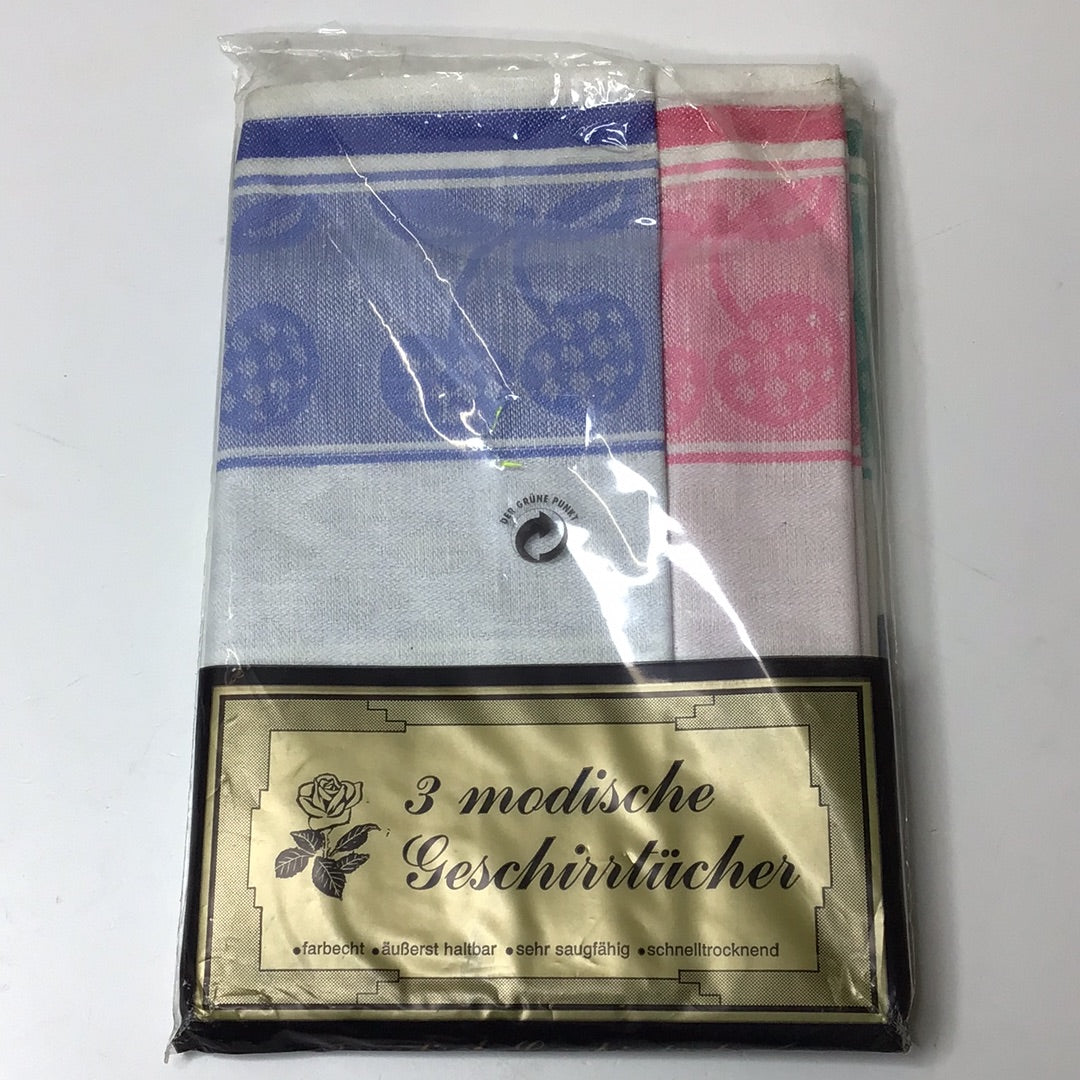 DER GRÜNE PUNKT
3 modische
Geschirrtücher
•farbecht •äußerst haltbar •sehr saugfähig •schnelltrocknend